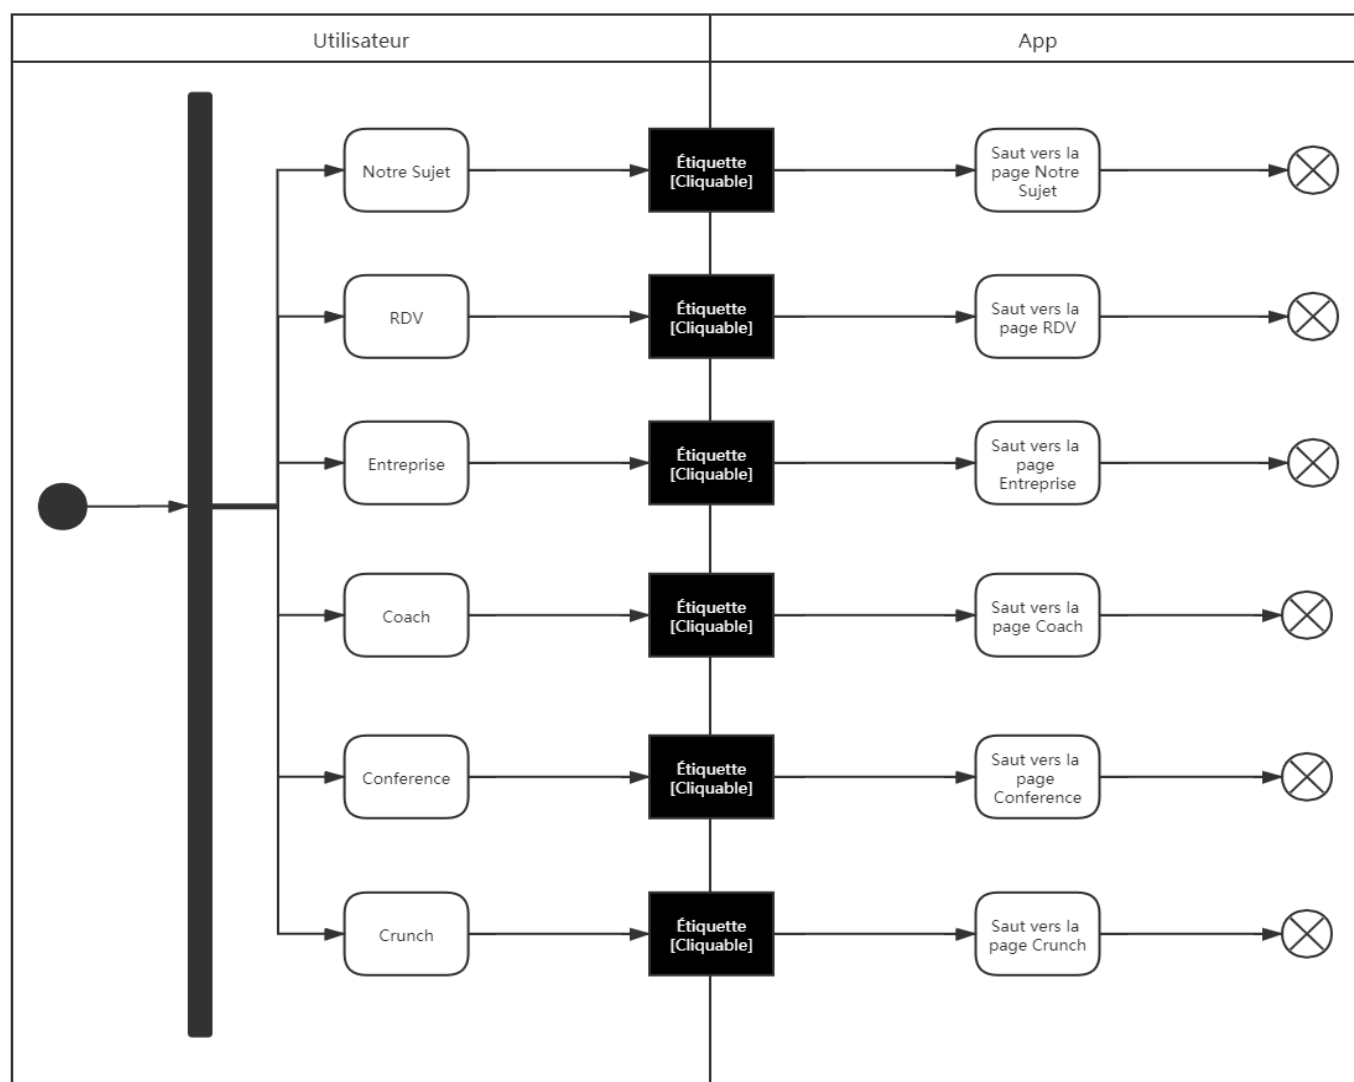 Utilisateur
App
Notre Sujet
Étiquette
[Cliquable]
Saut vers la
page Notre
Sujet
RDV
Étiquette
[Cliquable]
Saut vers la
page RDV
Entreprise
Étiquette
[Cliquable]
Saut vers la
page
Entreprise
Coach
Étiquette
[Cliquable]
Saut vers la
page Coach
Conference
Étiquette
[Cliquable]
Saut vers la
page
Conference
Crunch
Étiquette
[Cliquable]
Saut vers la
page Crunch